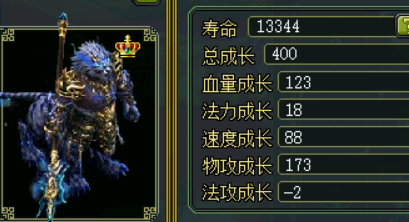 寿命 13344
总成长 400
血量成长 123
法力成长 18
速度成长 88
物攻成长 173
法攻成长 -2